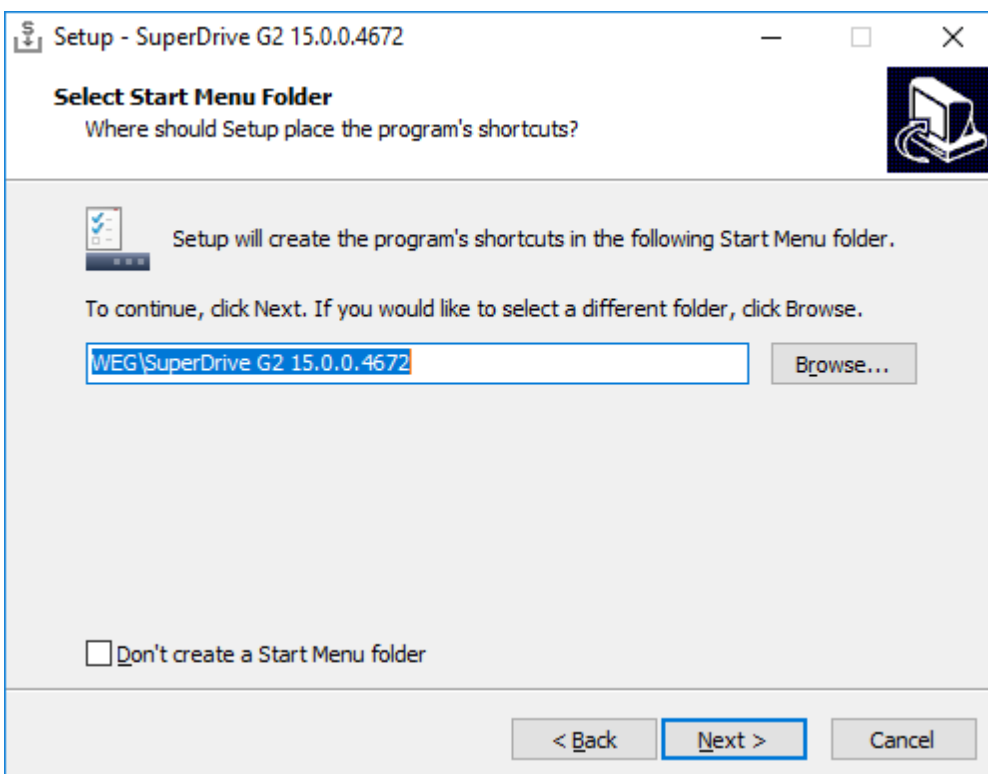 Setup - SuperDrive G2 15.0.0.4672
Select Start Menu Folder
Where should Setup place the program's shortcuts?
Setup will create the program's shortcuts in the following Start Menu folder.
To continue, click Next. If you would like to select a different folder, click Browse.
WEG\SuperDrive G2 15.0.0.4672
Browse...
Don't create a Start Menu folder
< Back
Next >
Cancel